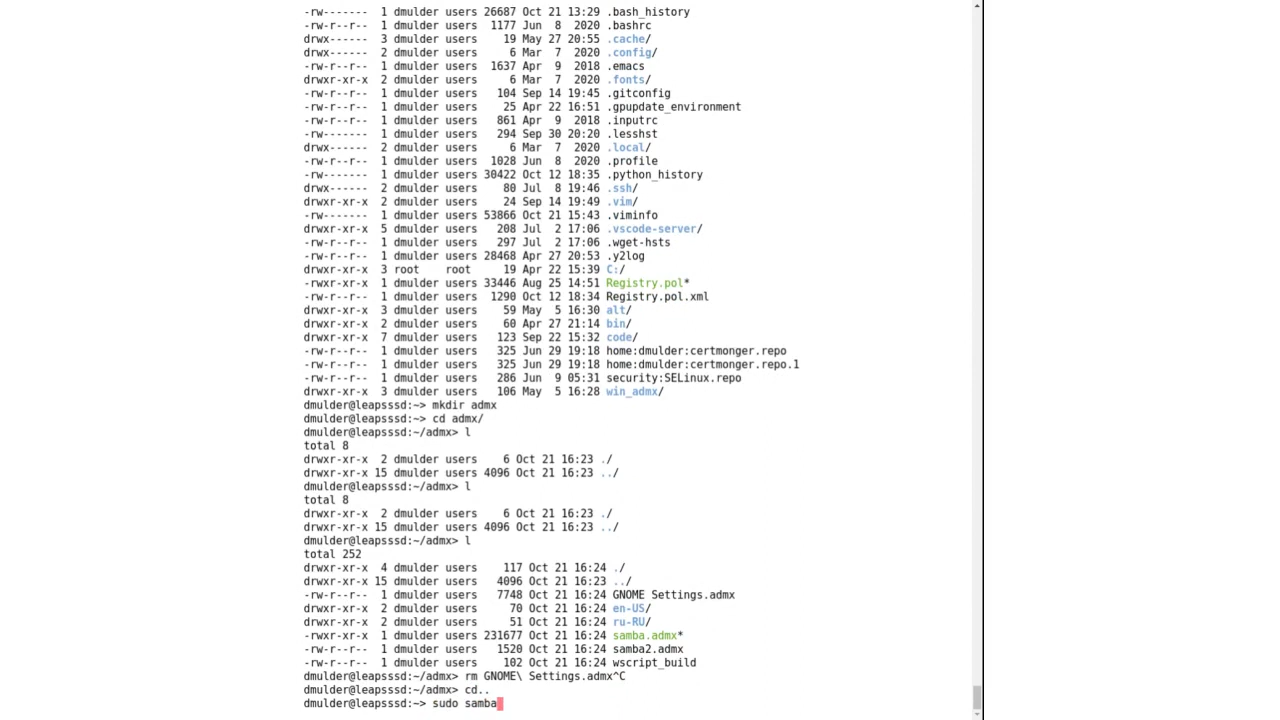 -rw------- 1 dmulder users 26687 Oct 21 13:29 .bash_history
-rw-r--r-- 1 dmulder users 1177 Jun 8 2020 .bashrc
drwx------ 3 dmulder users 19 May 27 20:55 .cache/
drwx------ 2 dmulder users 6 Mar 7 2020 .config/
-rw-r--r-- 1 dmulder users 1637 Apr 9 2018 .emacs
drwxr-xr-x 2 dmulder users 6 Mar 7 2020 .fonts/
-rw-r--r-- 1 dmulder users 104 Sep 14 19:45 .gitconfig
-rw-r--r-- 1 dmulder users 25 Apr 22 16:51 .gpupdate_environment
-rw-r--r-- 1 dmulder users 861 Apr 9 2018 .inputrc
-rw------- 1 dmulder users 294 Sep 30 20:20 .lesshst
drwx------ 2 dmulder users 6 Mar 7 2020 .local/
-rw-r--r-- 1 dmulder users 1028 Jun 8 2020 .profile
-rw------- 1 dmulder users 30422 Oct 12 18:35 .python_history
drwx------ 2 dmulder users 80 Jul 8 19:46 .ssh/
drwxr-xr-x 2 dmulder users 24 Sep 14 19:49 .vim/
-rw------- 1 dmulder users 53866 Oct 21 15:43 .viminfo
drwxr-xr-x 5 dmulder users 208 Jul 2 17:06 .vscode-server/
-rw-r--r-- 1 dmulder users 297 Jul 2 17:06 .wget-hsts
-rw-r--r-- 1 dmulder users 28468 Apr 27 20:53 .y2log
drwxr-xr-x 3 root root 19 Apr 22 15:39 C:/
-rwxr-xr-x 1 dmulder users 33446 Aug 25 14:51 Registry.pol*
-rw-r--r-- 1 dmulder users 1290 Oct 12 18:34 Registry.pol.xml
drwxr-xr-x 3 dmulder users 59 May 5 16:30 alt/
drwxr-xr-x 2 dmulder users 60 Apr 27 21:14 bin/
drwxr-xr-x 7 dmulder users 123 Sep 22 15:32 code/
-rw-r--r-- 1 dmulder users 325 Jun 29 19:18 home:dmulder:certmonger.repo
-rw-r--r-- 1 dmulder users 325 Jun 29 19:18 home:dmulder:certmonger.repo.1
-rw-r--r-- 1 dmulder users 286 Jun 9 05:31 security:SELinux.repo
drwxr-xr-x 3 dmulder users 106 May 5 16:28 win_admx/
dmulder@leapsssd:~> mkdir admx
dmulder@leapsssd:~> cd admx/
dmulder@leapsssd:~/admx> l
total 8
drwxr-xr-x 2 dmulder users 6 Oct 21 16:23 ./
drwxr-xr-x 15 dmulder users 4096 Oct 21 16:23 ../
dmulder@leapsssd:~/admx> l
total 8
drwxr-xr-x 2 dmulder users 6 Oct 21 16:23 ./
drwxr-xr-x 15 dmulder users 4096 Oct 21 16:23 ../
dmulder@leapsssd:~/admx> l
total 252
drwxr-xr-x 4 dmulder users 117 Oct 21 16:24 ./
drwxr-xr-x 15 dmulder users 4096 Oct 21 16:23 ../
-rw-r--r-- 1 dmulder users 7748 Oct 21 16:24 GNOME Settings.admx
drwxr-xr-x 2 dmulder users 70 Oct 21 16:24 en-US/
drwxr-xr-x 2 dmulder users 51 Oct 21 16:24 ru-RU/
-rwxr-xr-x 1 dmulder users 231677 Oct 21 16:24 samba.admx*
-rw-r--r-- 1 dmulder users 1520 Oct 21 16:24 samba2.admx
-rw-r--r-- 1 dmulder users 102 Oct 21 16:24 wscript_build
dmulder@leapsssd:~/admx> rm GNOME\ Settings.admx^C
dmulder@leapsssd:~/admx> cd..
dmulder@leapsssd:~> sudo samba